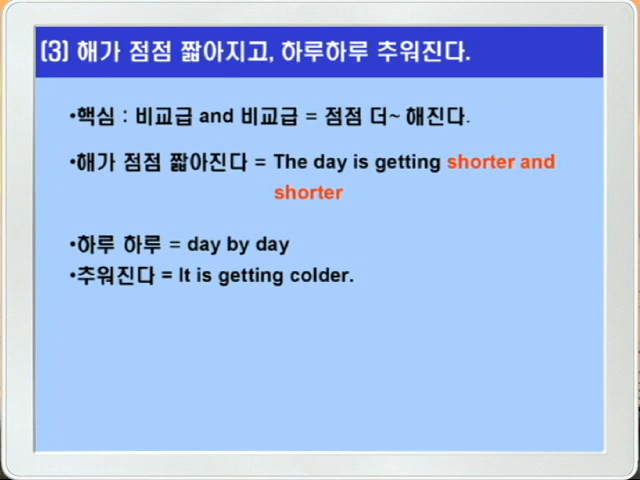 (3) 해가 점점 짧아지고, 하루하루 추워진다.
•핵심 : 비교급 and 비교급 = 점점 더~ 해진다.
•해가 점점 짧아진다 = The day is getting shorter and
shorter
•하루 하루 = day by day
•추워진다 = It is getting colder.